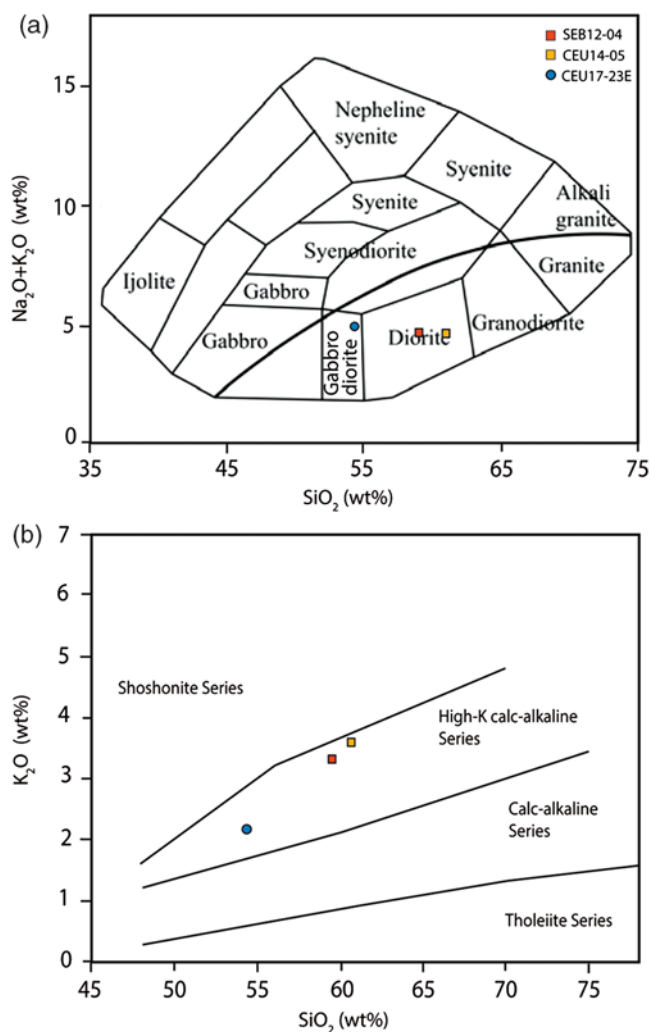 (a)
SEB12-04
CEU14-05
CEU17-23E
15
10
5
0
Na₂O+K₂O (wt%)
Nepheline
syenite
Syenite
Alkali
granite
Syenite
Syenodiorite
Granite
Ijolite
Gabbro
Gabbro
Gabbro
diorite
Diorite
Granodiorite
35 45 55 65 75
SiO₂ (wt%)
(b)
7
6
5
4
3
2
1
0
K₂O (wt%)
Shoshonite Series
High-K calc-alkaline
Series
Calc-alkaline
Series
Tholeiite Series
45 50 55 60 65 70 75
SiO₂ (wt%)